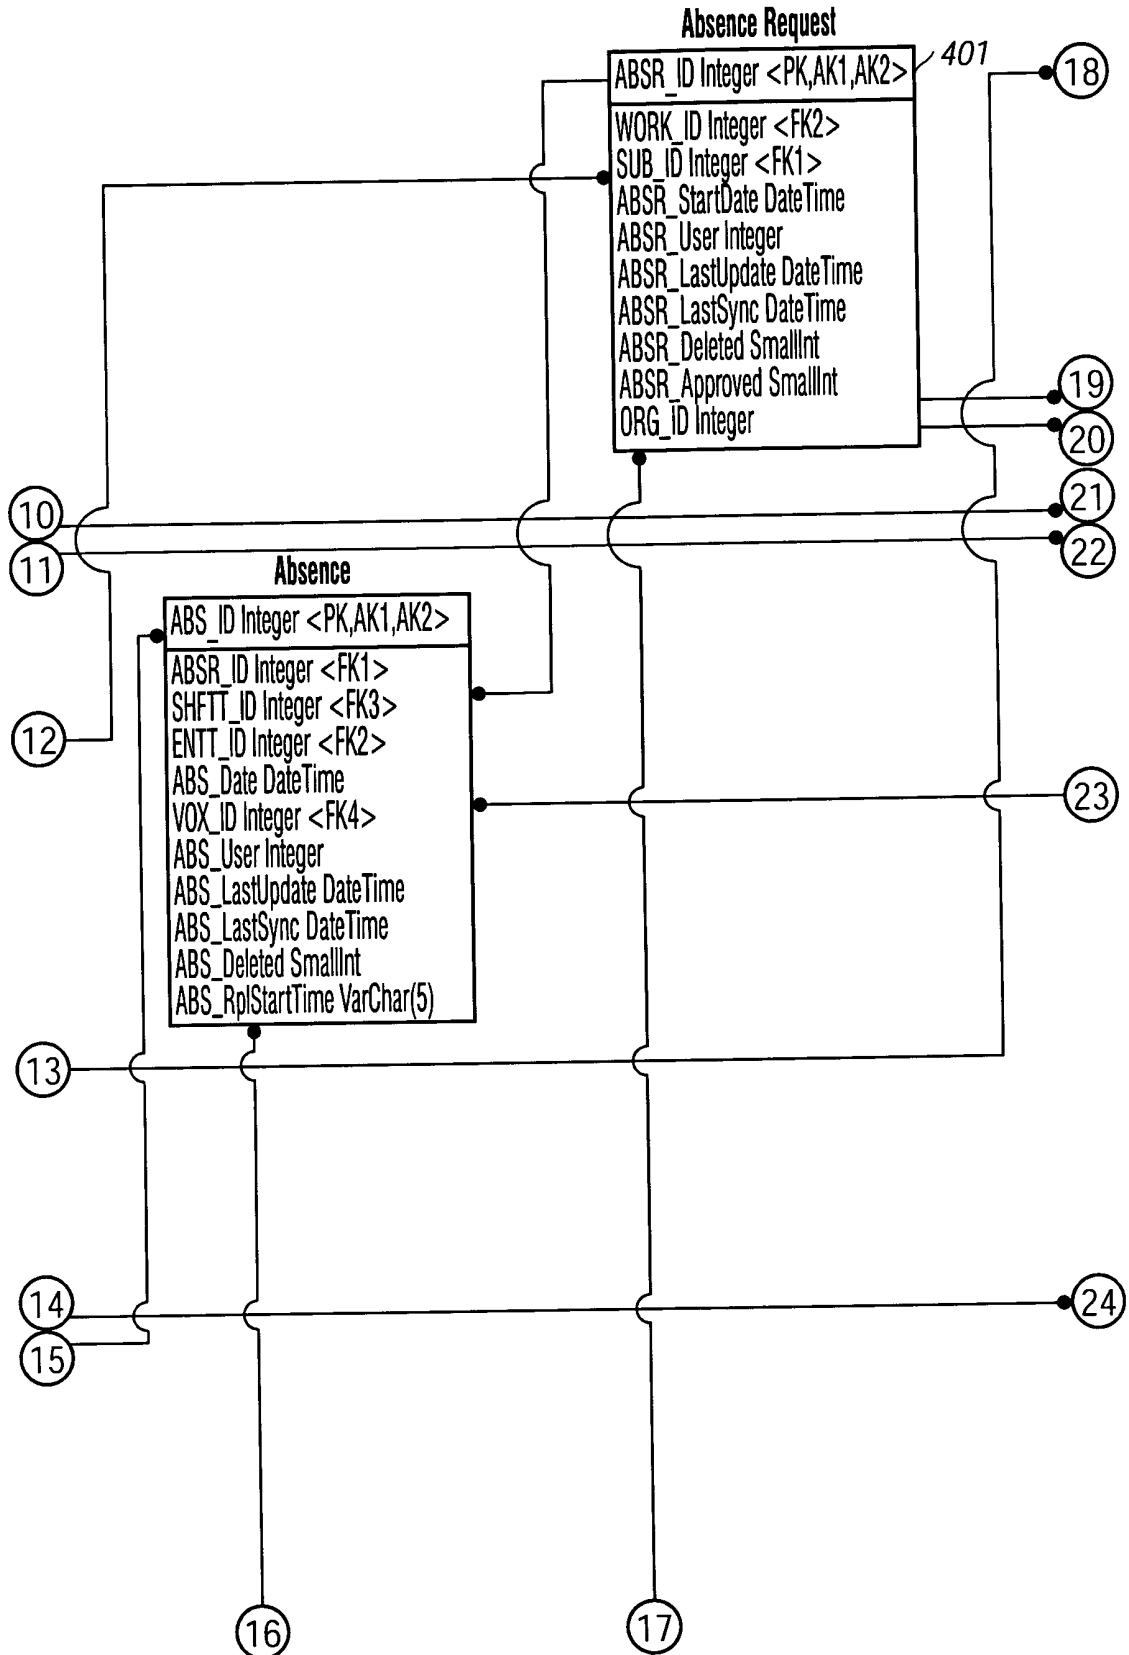 Absence Request
401
ABSR_ID Integer <PK,AK1,AK2>
WORK_ID Integer <FK2>
SUB_ID Integer <FK1>
ABSR_StartDate DateTime
ABSR_User Integer
ABSR_LastUpdate DateTime
ABSR_LastSync DateTime
ABSR_Deleted SmallInt
ABSR_Approved SmallInt
ORG_ID Integer
18
19
20
10
21
11
22
Absence
ABS_ID Integer <PK,AK1,AK2>
ABSR_ID Integer <FK1>
SHFTT_ID Integer <FK3>
ENTT_ID Integer <FK2>
ABS_Date DateTime
VOX_ID Integer <FK4>
ABS_User Integer
ABS_LastUpdate DateTime
ABS_LastSync DateTime
ABS_Deleted SmallInt
ABS_RplStartTime VarChar(5)
12
23
13
14
24
15
16
17